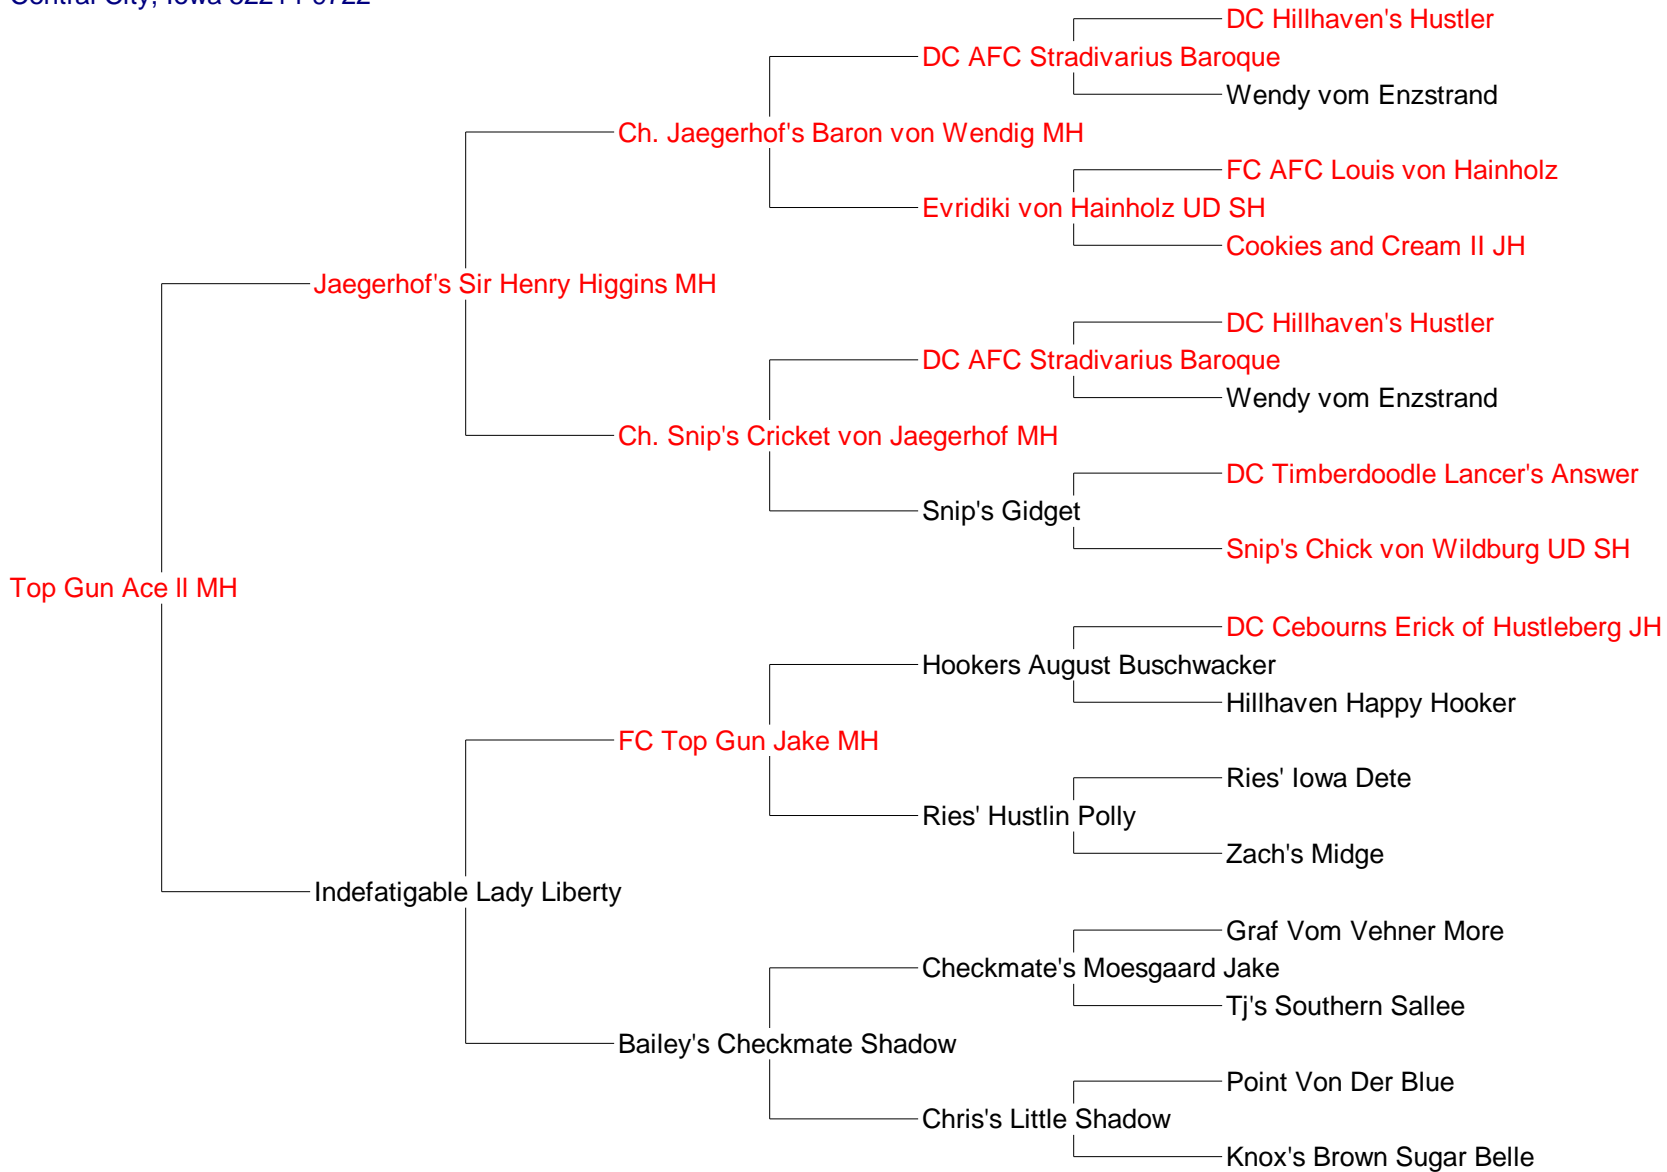 Central City, Iowa
DC Hillhaven's Hustler
DC AFC Stradivarius Baroque
Wendy vom Enzstrand
Ch. Jaegerhof's Baron von Wendig MH
FC AFC Louis von Hainholz
Evridiki von Hainholz UD SH
Cookies and Cream II JH
Jaegerhof's Sir Henry Higgins MH
DC Hillhaven's Hustler
DC AFC Stradivarius Baroque
Wendy vom Enzstrand
Ch. Snip's Cricket von Jaegerhof MH
DC Timberdoodle Lancer's Answer
Snip's Gidget
Snip's Chick von Wildburg UD SH
Top Gun Ace ll MH
DC Cebourns Erick of Hustleberg JH
Hookers August Buschwacker
Hillhaven Happy Hooker
FC Top Gun Jake MH
Ries' Iowa Dete
Ries' Hustlin Polly
Zach's Midge
Indefatigable Lady Liberty
Graf Vom Vehner More
Checkmate's Moesgaard Jake
Tj's Southern Sallee
Bailey's Checkmate Shadow
Point Von Der Blue
Chris's Little Shadow
Knox's Brown Sugar Belle